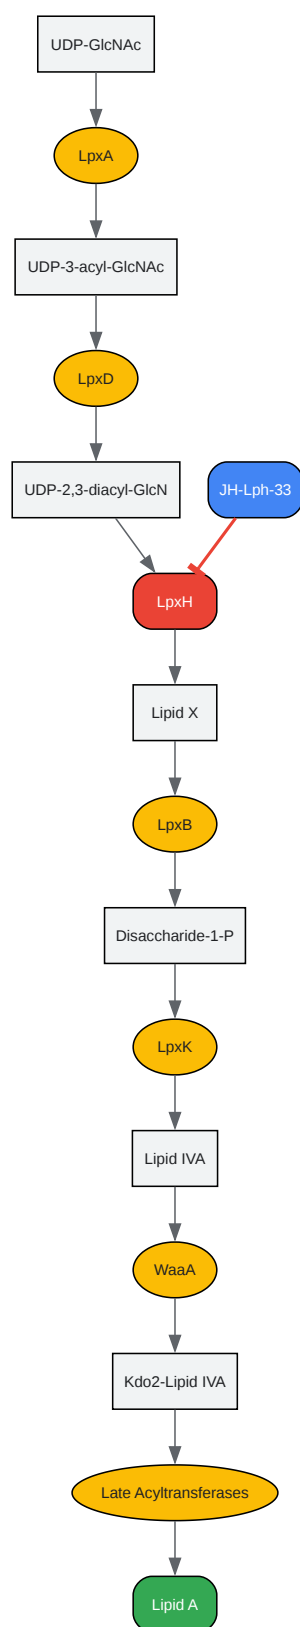 UDP-GlcNAc
LpxA
UDP-3-acyl-GlcNAc
LpxD
UDP-2,3-diacyl-GlcN
JH-Lph-33
LpxH
Lipid X
LpxB
Disaccharide-1-P
LpxK
Lipid IVA
WaaA
Kdo2-Lipid IVA
Late Acyltransferases
Lipid A